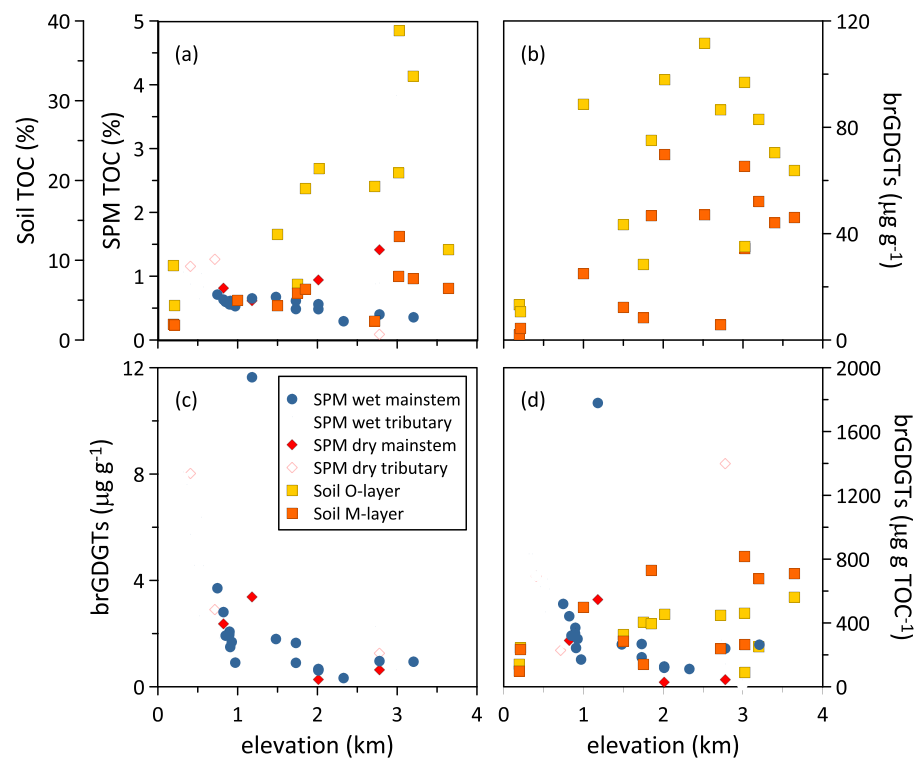 40
30
20
10
0
Soil TOC (%)
5
4
3
2
1
0
SPM TOC (%)
(a)
(b)
120
80
40
0
brGDGTs (µg g-1)
12
8
4
0
brGDGTs (µg g-1)
(c)
SPM wet mainstem
SPM wet tributary
SPM dry mainstem
SPM dry tributary
Soil O-layer
Soil M-layer
0 1 2 3 4
elevation (km)
(d)
2000
1600
1200
800
400
0
brGDGTs (µg g TOC-1)
0 1 2 3 4
elevation (km)